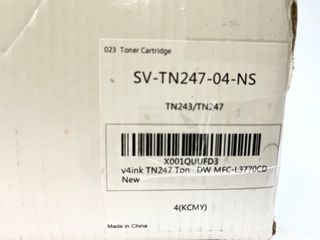 023 Toner Cartridge
SV-TN247-04-NS
TN243/TN247
X001QUUFD3
v4ink TN247 Ton...DW MFC-L3770CD
New
4(KCMY)
Made in China